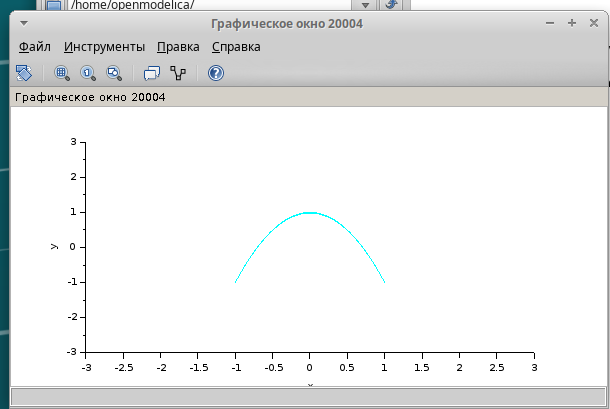 /home/openmodelica/
Графическое окно 20004
Файл Инструменты Правка Справка
Графическое окно 20004
3
2
1
y 0
-1
-2
-3
-3 -2.5 -2 -1.5 -1 -0.5 0 0.5 1 1.5 2 2.5 3